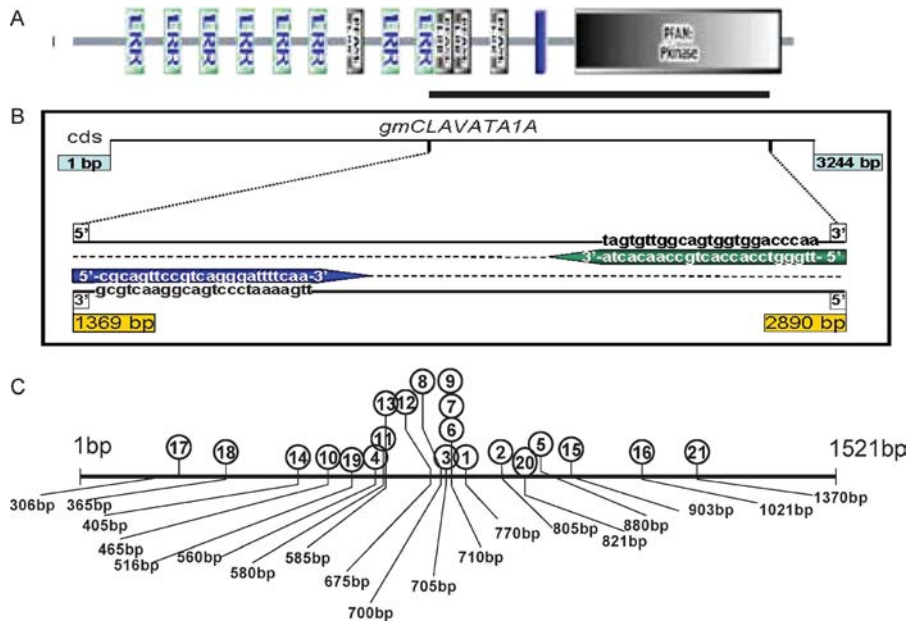 A
LRR LRR LRR LRR LRR LRR LRR LRR
PFAM: Pkinase
B
gmCLAVATA1A
cds
1 bp
3244 bp
5' 3'
tagtgttggcagtggtggacccaa
3'-atcacaaccgtcaccacctgggtt- 5'
5'-cgcagttccgtcagggattttcaa-3'
gcgtcaaggcagtccctaaaagtt
3' 5'
1369 bp
2890 bp
C
1bp
1521bp
17 18 14 10 19 4 11 13 12 8 3 6 7 9 1 2 20 5 15 16 21
306bp
365bp
405bp
465bp
516bp
560bp
580bp
585bp
675bp
700bp
705bp
710bp
770bp
805bp
821bp
880bp
903bp
1021bp
1370bp